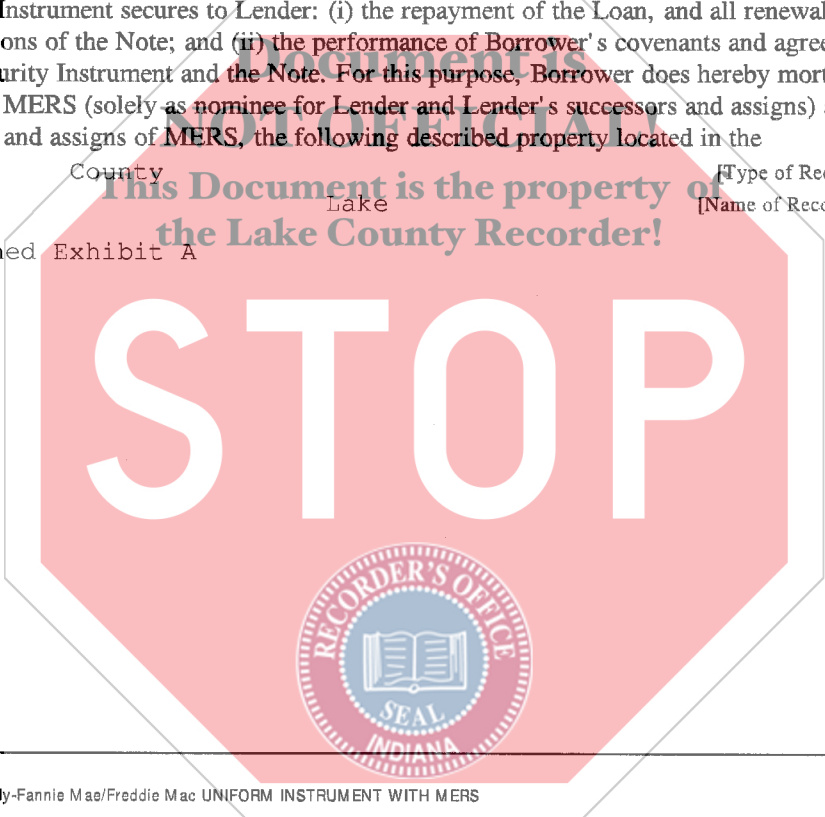 Instrument secures to Lender: (i) the repayment of the Loan, and all renewal
ons of the Note; and (ii) the performance of Borrower's covenants and agree
urity Instrument and the Note. For this purpose, Borrower does hereby mort
MERS (solely as nominee for Lender and Lender's successors and assigns)
and assigns of MERS, the following described property located in the
County [Type of Rec
Lake [Name of Reco
ned Exhibit A
Document is
NOT OFFICIAL!
This Document is the property of
the Lake County Recorder!
STOP
RECORDER'S OFFICE
SEAL
INDIANA
ly-Fannie Mae/Freddie Mac UNIFORM INSTRUMENT WITH MERS